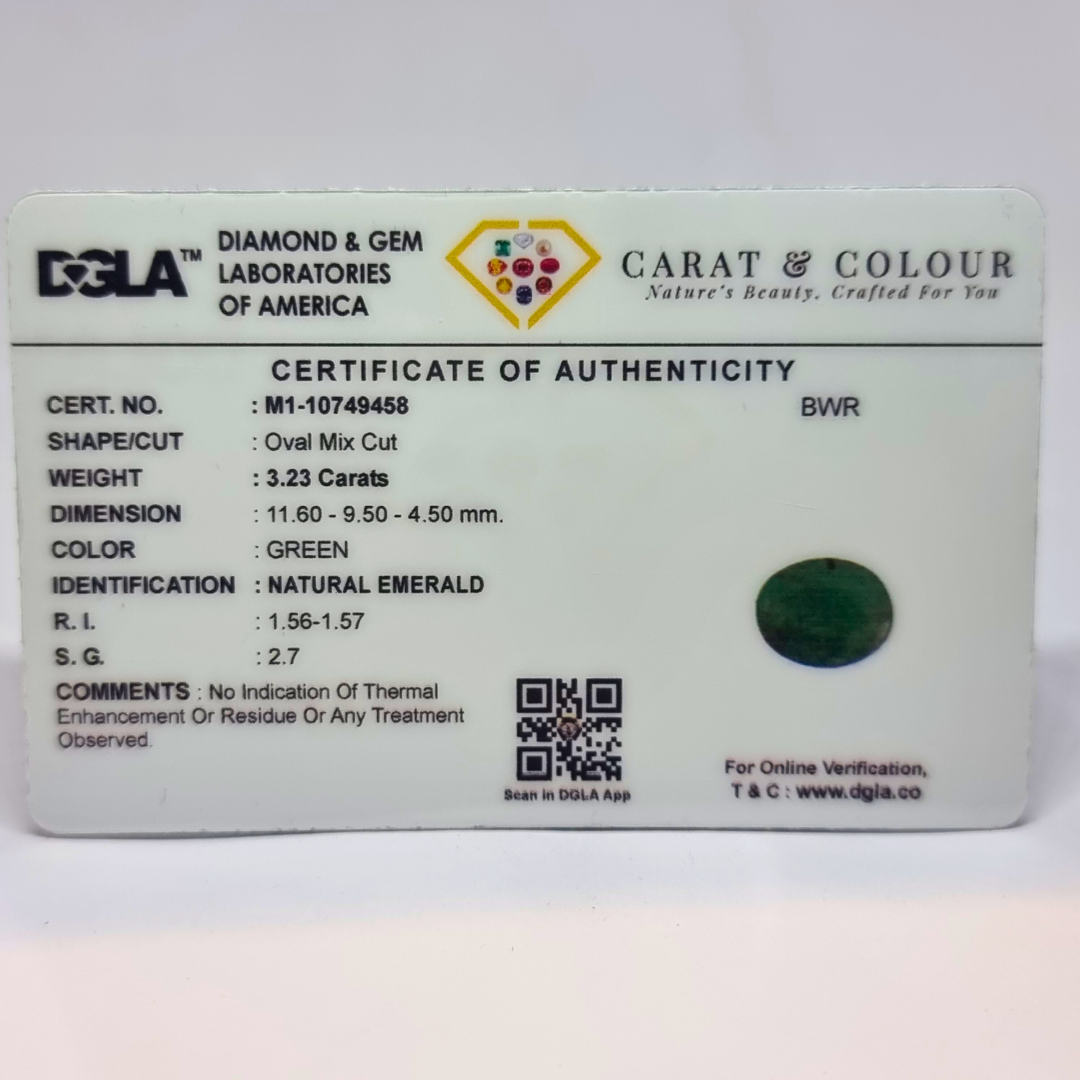 DGLA™
DIAMOND & GEM
LABORATORIES
OF AMERICA
CARAT & COLOUR
Nature's Beauty, Crafted For You
CERTIFICATE OF AUTHENTICITY
CERT. NO. : M1-10749458
BWR
SHAPE/CUT : Oval Mix Cut
WEIGHT : 3.23 Carats
DIMENSION : 11.60 - 9.50 - 4.50 mm.
COLOR : GREEN
IDENTIFICATION : NATURAL EMERALD
R. I. : 1.56-1.57
S. G. : 2.7
COMMENTS : No Indication Of Thermal
Enhancement Or Residue Or Any Treatment
Observed.
Scan in DGLA App
For Online Verification,
T & C : www.dgla.co